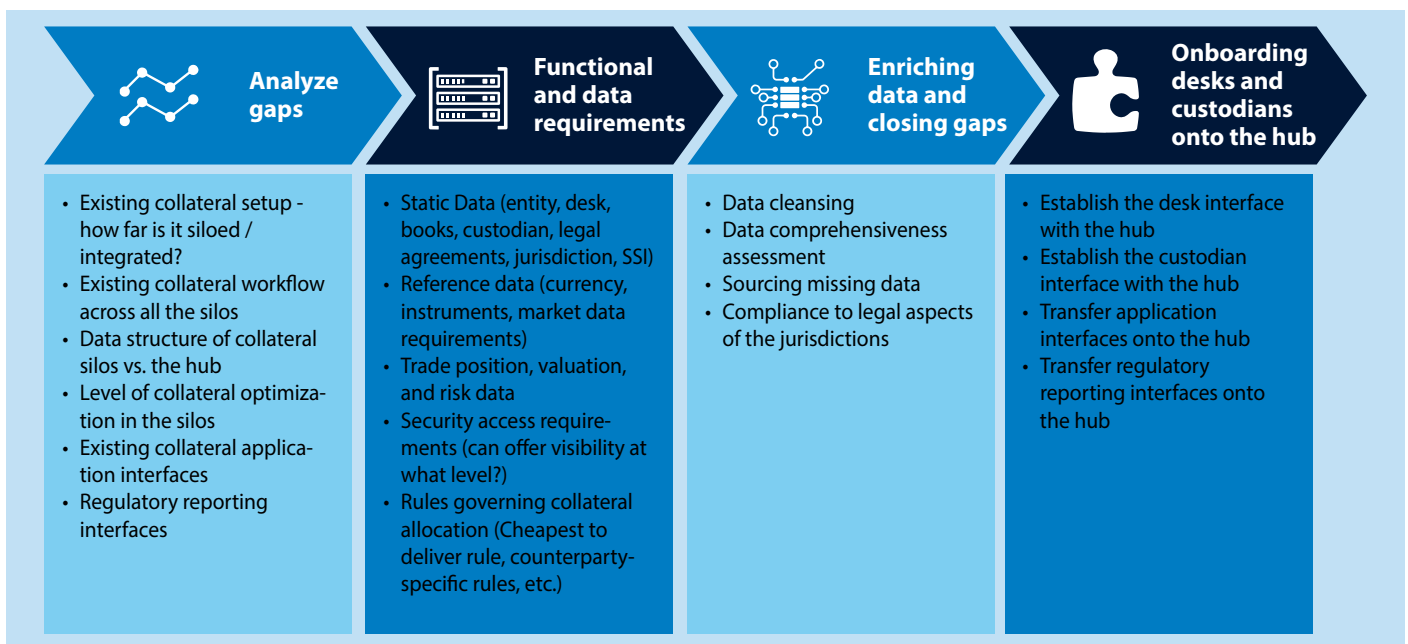 Analyze
gaps
Functional
and data
requirements
Enriching
data and
closing gaps
Onboarding
desks and
custodians
onto the hub
• Existing collateral setup -
how far is it siloed /
integrated?
• Existing collateral workflow
across all the silos
• Data structure of collateral
silos vs. the hub
• Level of collateral optimiza-
tion in the silos
• Existing collateral applica-
tion interfaces
• Regulatory reporting
interfaces
• Static Data (entity, desk,
books, custodian, legal
agreements, jurisdiction, SSI)
• Reference data (currency,
instruments, market data
requirements)
• Trade position, valuation,
and risk data
• Security access require-
ments (can offer visibility at
what level?)
• Rules governing collateral
allocation (Cheapest to
deliver rule, counterparty-
specific rules, etc.)
• Data cleansing
• Data comprehensiveness
assessment
• Sourcing missing data
• Compliance to legal aspects
of the jurisdictions
• Establish the desk interface
with the hub
• Establish the custodian
interface with the hub
• Transfer application
interfaces onto the hub
• Transfer regulatory
reporting interfaces onto
the hub